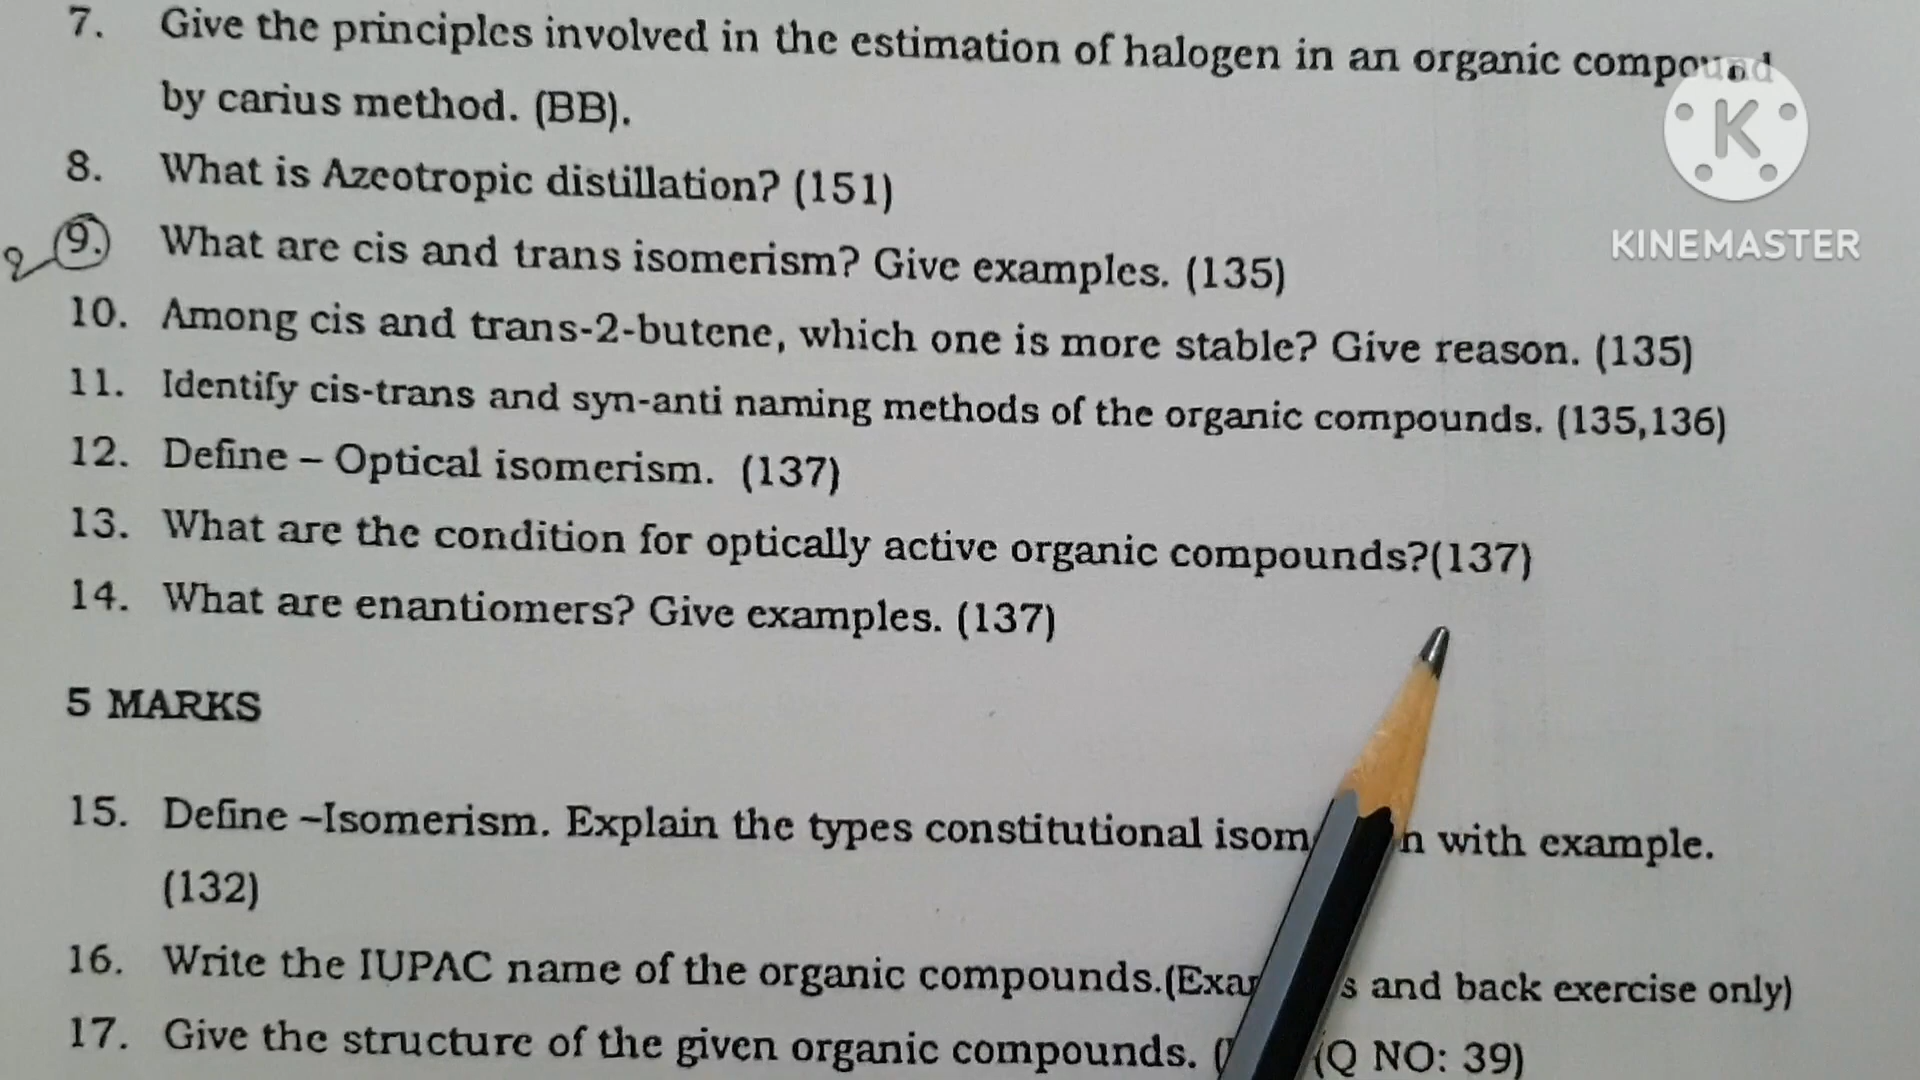 7. Give the principles involved in the estimation of halogen in an organic compound
by carius method. (BB).
K
KINEMASTER
8. What is Azeotropic distillation? (151)
2 9. What are cis and trans isomerism? Give examples. (135)
10. Among cis and trans-2-butene, which one is more stable? Give reason. (135)
11. Identify cis-trans and syn-anti naming methods of the organic compounds. (135,136)
12. Define – Optical isomerism. (137)
13. What are the condition for optically active organic compounds?(137)
14. What are enantiomers? Give examples. (137)
5 MARKS
15. Define –Isomerism. Explain the types constitutional with example.
(132)
16. Write the IUPAC name of the organic compounds. and back exercise only)
17. Give the structure of the given organic compounds. (Q NO: 39)